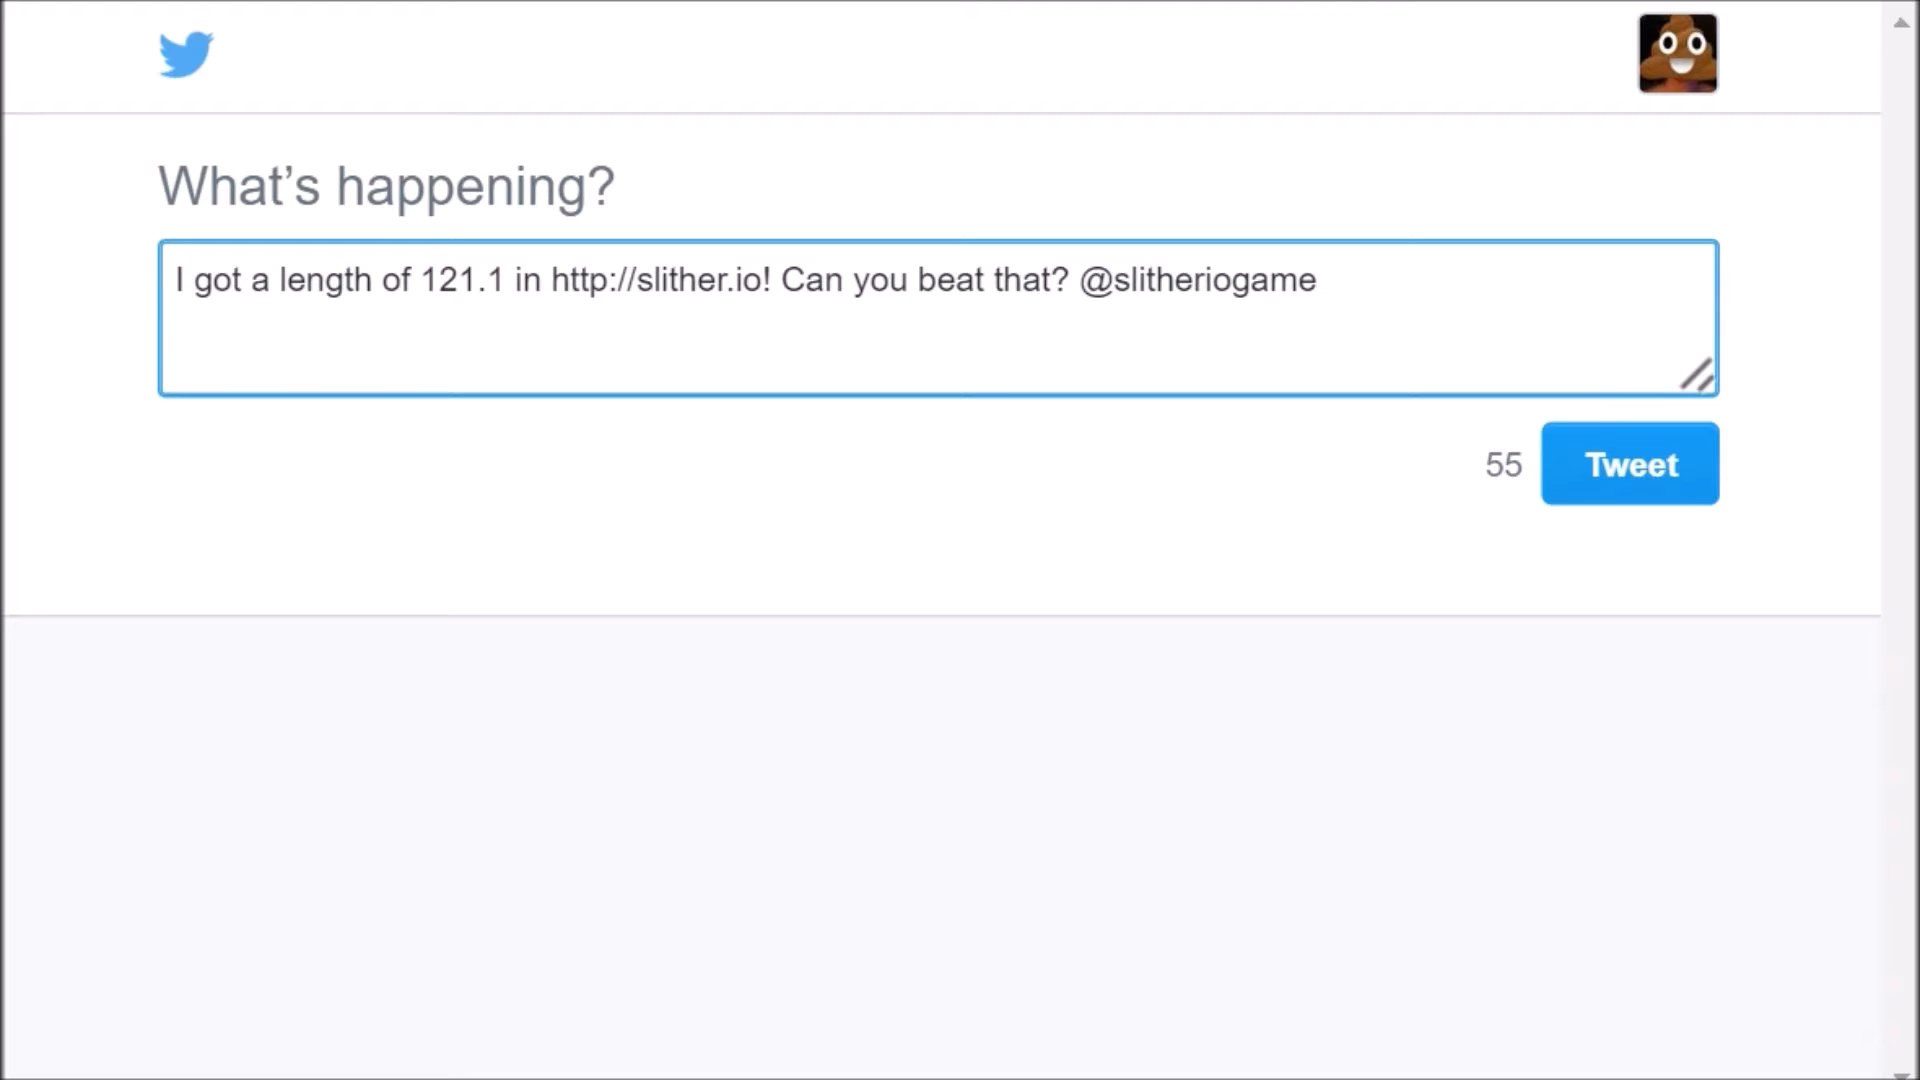 What’s happening?
I got a length of 121.1 in http://slither.io! Can you beat that? @slitheriogame
55
Tweet